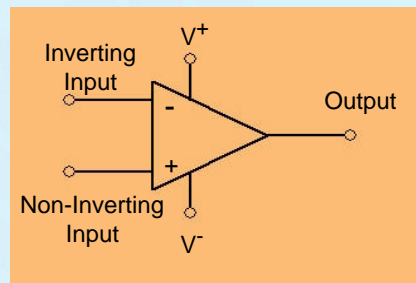 V+
Inverting
Input
Output
-
+
Non-Inverting
Input
V-